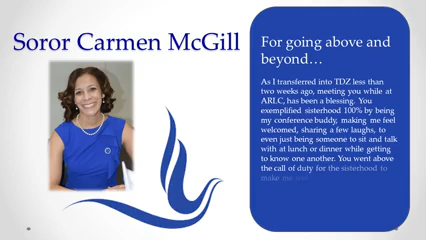 Soror Carmen McGill
For going above and
beyond…
As I transferred into TDZ less than
two weeks ago, meeting you while at
ARLC, has been a blessing. You
exemplified sisterhood 100% by being
my conference buddy, making me feel
welcomed, sharing a few laughs, to
even just being someone to sit and talk
with at lunch or dinner while getting
to know one another. You went above
the call of duty for the sisterhood to
make me